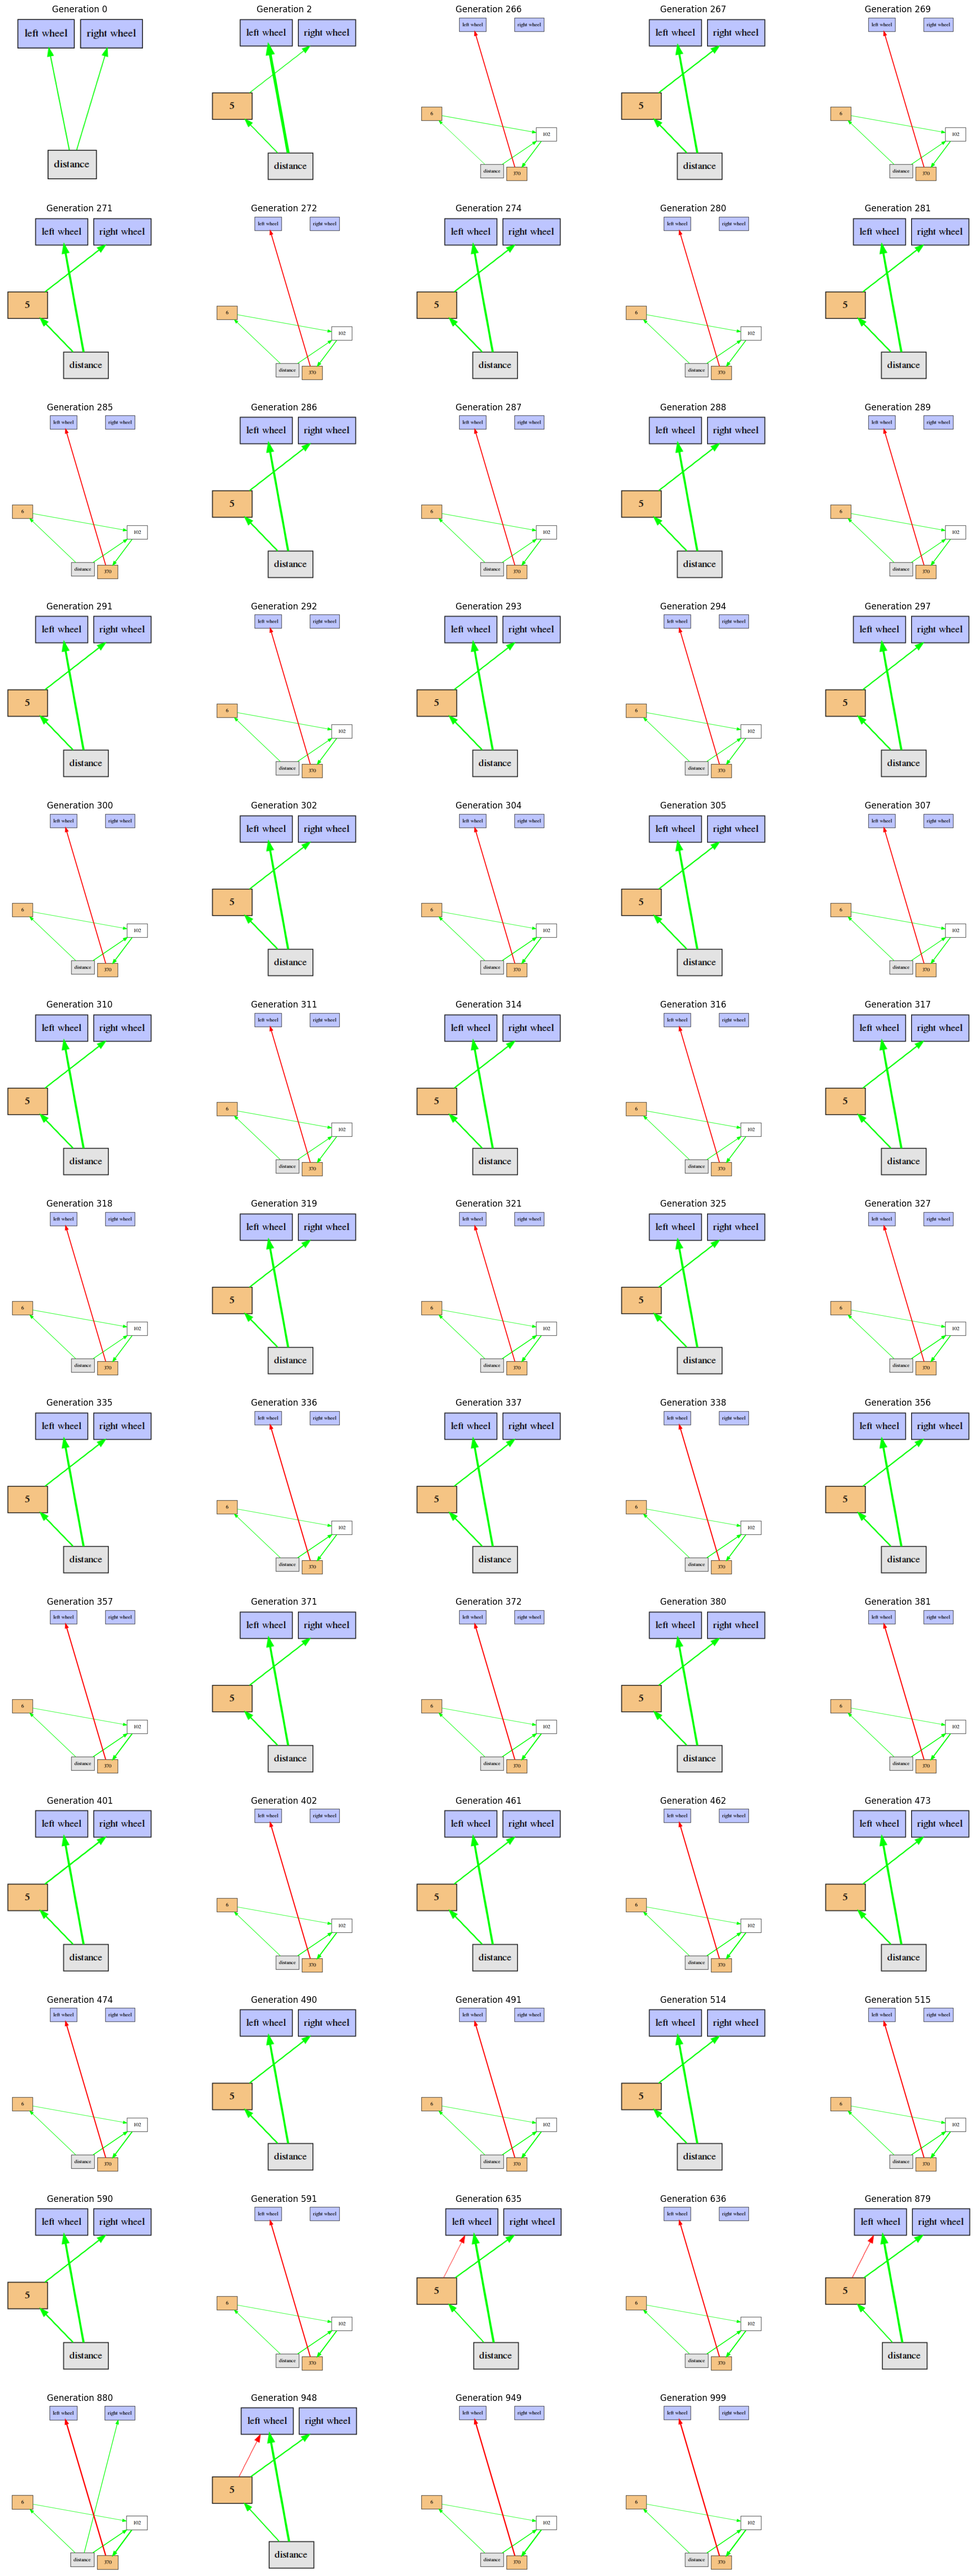 Generation 0 Generation 2 Generation 266 Generation 267 Generation 269
left wheel right wheel left wheel right wheel left wheel right wheel left wheel right wheel left wheel right wheel
5 6 5 6
102 102
distance distance distance 370 distance distance 370
Generation 271 Generation 272 Generation 274 Generation 280 Generation 281
left wheel right wheel left wheel right wheel left wheel right wheel left wheel right wheel left wheel right wheel
5 6 5 6 5
102 102
distance distance 370 distance distance 370 distance
Generation 285 Generation 286 Generation 287 Generation 288 Generation 289
left wheel right wheel left wheel right wheel left wheel right wheel left wheel right wheel left wheel right wheel
6 5 6 5 6
102 102 102
distance 370 distance distance 370 distance distance 370
Generation 291 Generation 292 Generation 293 Generation 294 Generation 297
left wheel right wheel left wheel right wheel left wheel right wheel left wheel right wheel left wheel right wheel
5 6 5 6 5
102 102
distance distance 370 distance distance 370 distance
Generation 300 Generation 302 Generation 304 Generation 305 Generation 307
left wheel right wheel left wheel right wheel left wheel right wheel left wheel right wheel left wheel right wheel
6 5 6 5 6
102 102 102
distance 370 distance distance 370 distance distance 370
Generation 310 Generation 311 Generation 314 Generation 316 Generation 317
left wheel right wheel left wheel right wheel left wheel right wheel left wheel right wheel left wheel right wheel
5 6 5 6 5
102 102
distance distance 370 distance distance 370 distance
Generation 318 Generation 319 Generation 321 Generation 325 Generation 327
left wheel right wheel left wheel right wheel left wheel right wheel left wheel right wheel left wheel right wheel
6 5 6 5 6
102 102 102
distance 370 distance distance 370 distance distance 370
Generation 335 Generation 336 Generation 337 Generation 338 Generation 356
left wheel right wheel left wheel right wheel left wheel right wheel left wheel right wheel left wheel right wheel
5 6 5 6 5
102 102
distance distance 370 distance distance 370 distance
Generation 357 Generation 371 Generation 372 Generation 380 Generation 381
left wheel right wheel left wheel right wheel left wheel right wheel left wheel right wheel left wheel right wheel
6 5 6 5 6
102 102 102
distance 370 distance distance 370 distance distance 370
Generation 401 Generation 402 Generation 461 Generation 462 Generation 473
left wheel right wheel left wheel right wheel left wheel right wheel left wheel right wheel left wheel right wheel
5 6 5 6 5
102 102
distance distance 370 distance distance 370 distance
Generation 474 Generation 490 Generation 491 Generation 514 Generation 515
left wheel right wheel left wheel right wheel left wheel right wheel left wheel right wheel left wheel right wheel
6 5 6 5 6
102 102 102
distance 370 distance distance 370 distance distance 370
Generation 590 Generation 591 Generation 635 Generation 636 Generation 879
left wheel right wheel left wheel right wheel left wheel right wheel left wheel right wheel left wheel right wheel
5 6 5 6 5
102 102
distance distance 370 distance distance 370 distance
Generation 880 Generation 948 Generation 949 Generation 999
left wheel right wheel left wheel right wheel left wheel right wheel left wheel right wheel
6 5 6 6
102 102 102
distance 370 distance distance 370 distance 370